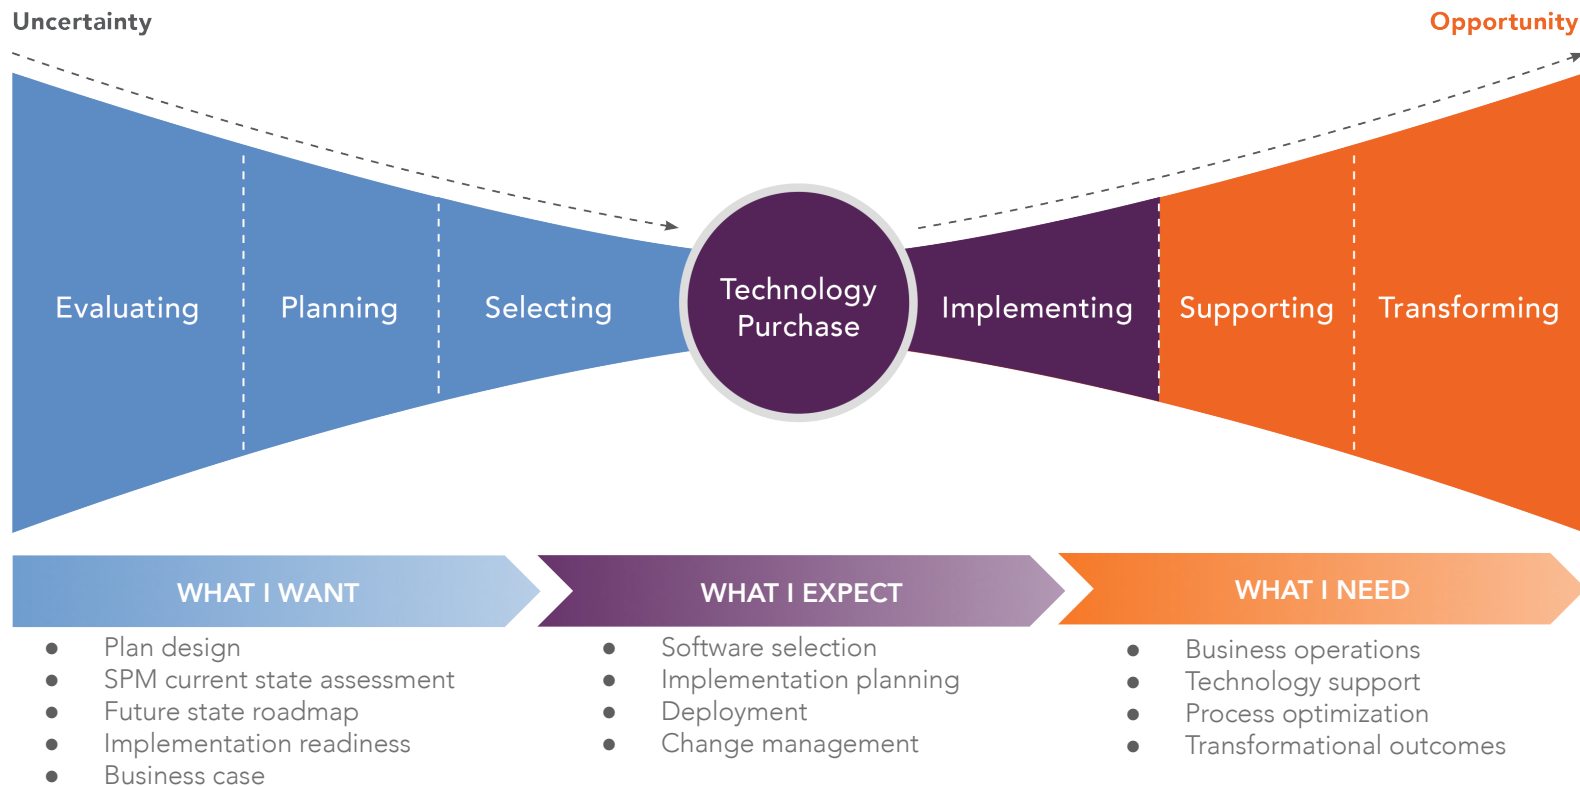 Uncertainty
Opportunity
Evaluating
Planning
Selecting
Technology
Purchase
Implementing
Supporting
Transforming
WHAT I WANT
● Plan design
● SPM current state assessment
● Future state roadmap
● Implementation readiness
● Business case
WHAT I EXPECT
● Software selection
● Implementation planning
● Deployment
● Change management
WHAT I NEED
● Business operations
● Technology support
● Process optimization
● Transformational outcomes